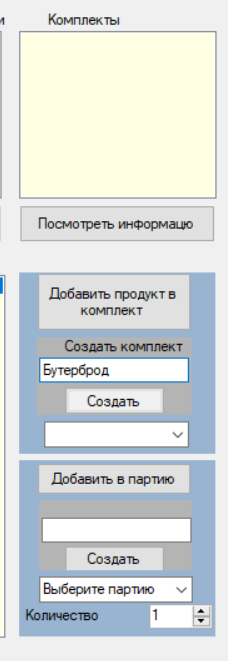 и
Комплекты
Посмотреть информацю
Добавить продукт в
комплект
Создать комплект
Бутерброд
Создать
Добавить в партию
Создать
Выберите партию
Количество 1